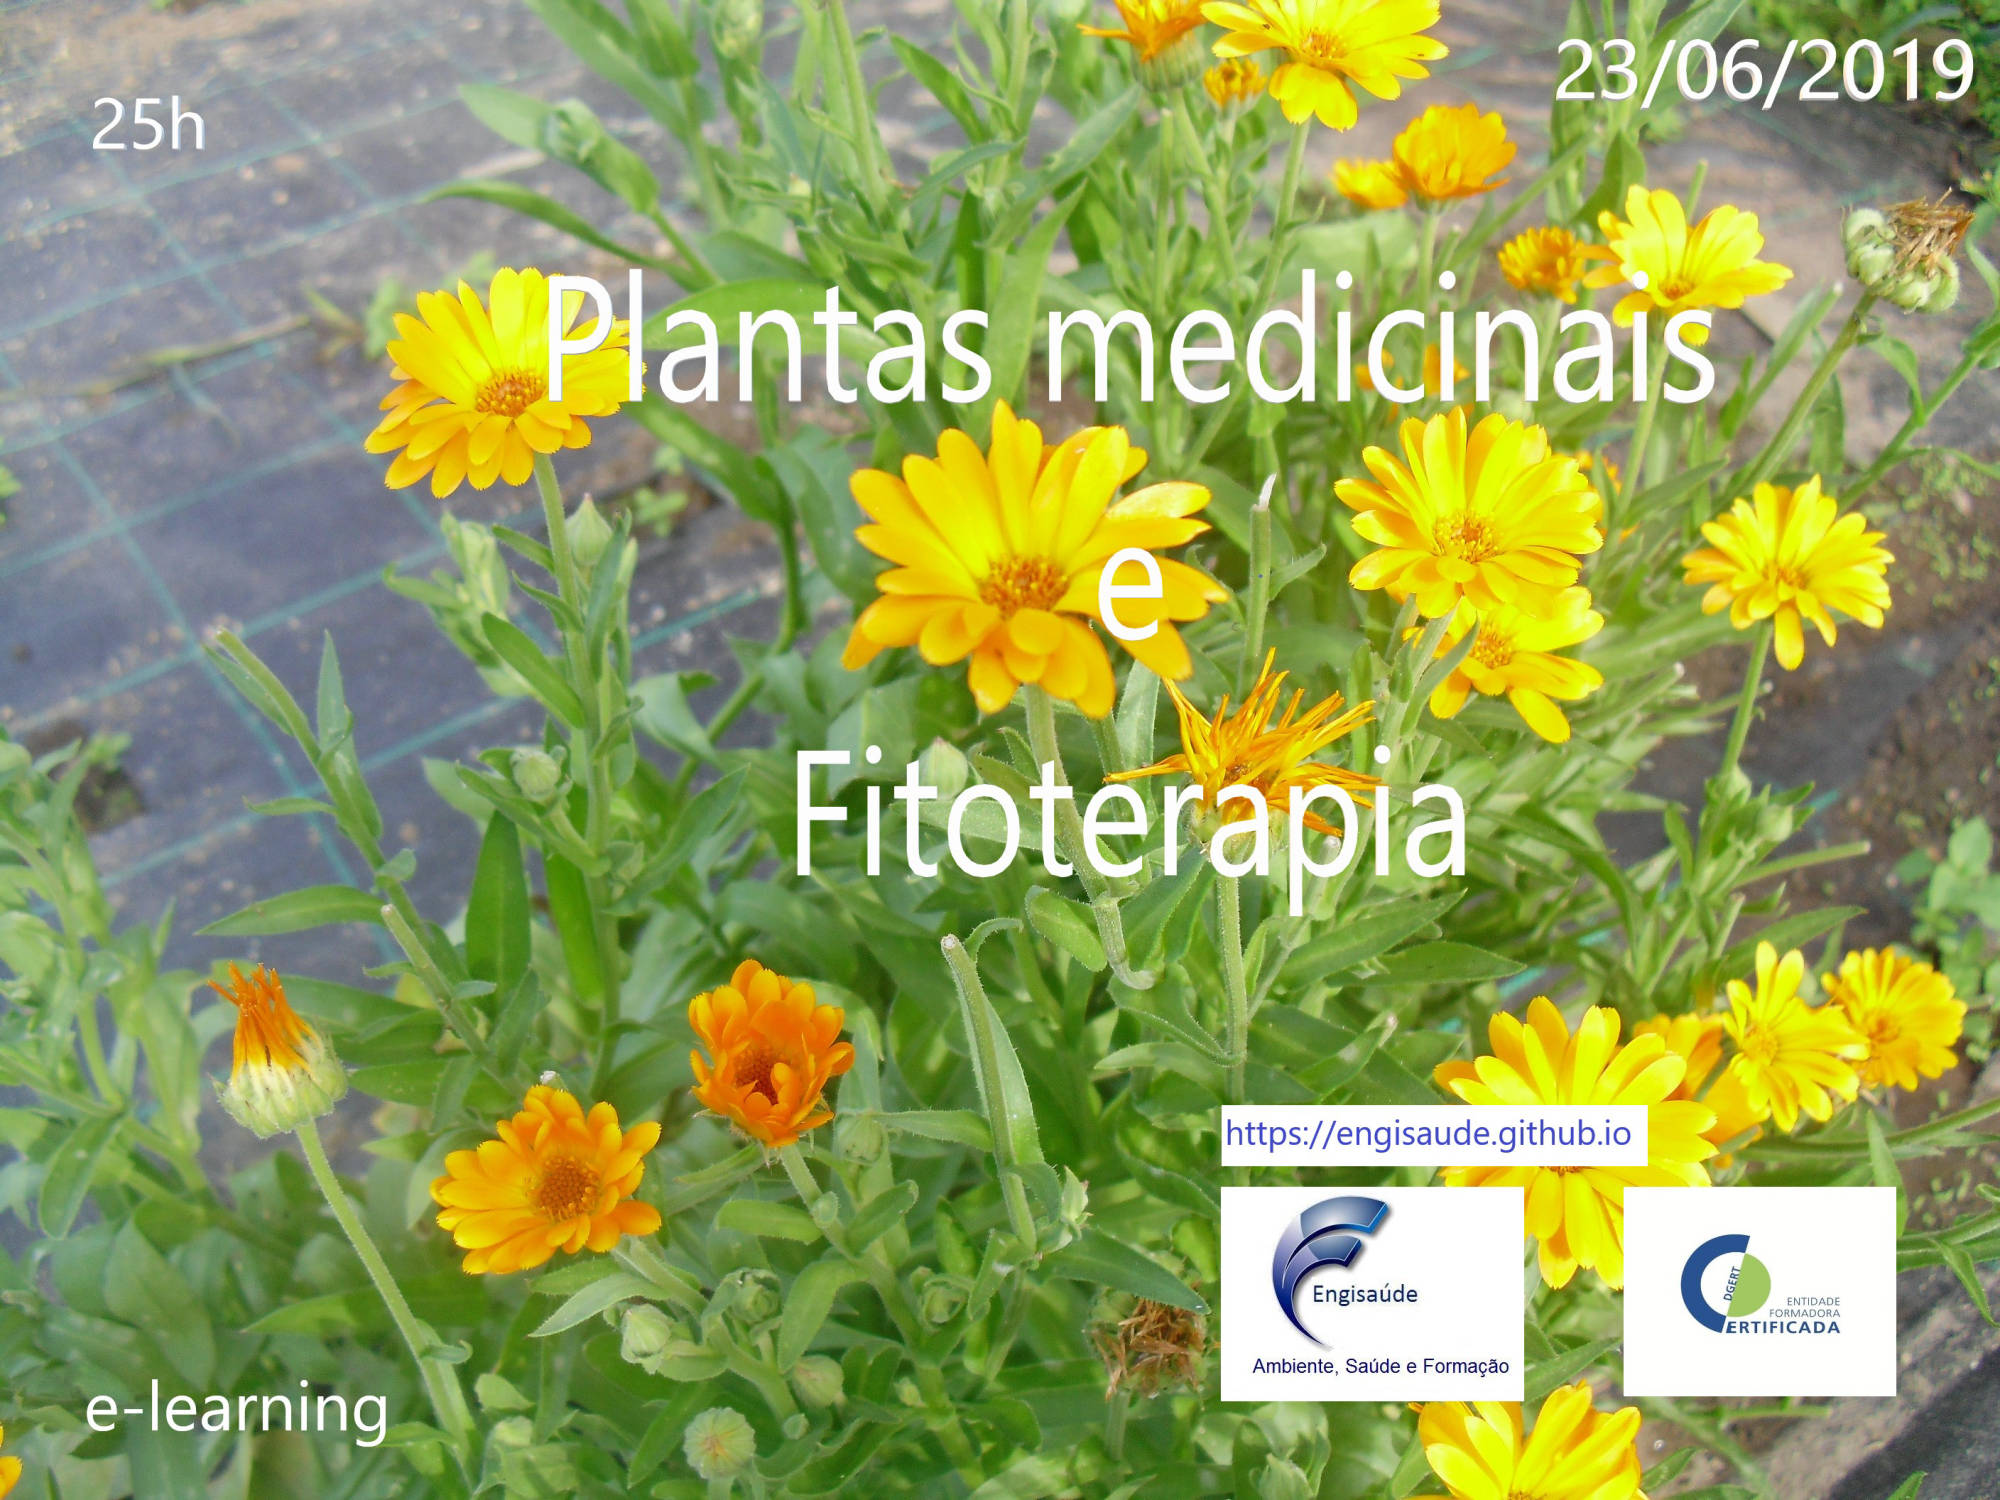 23/06/2019
25h
Plantas medicinais
e
Fitoterapia
https://engisaude.github.io
Engisaúde
Ambiente, Saúde e Formação
DGERT
ENTIDADE
FORMADORA
CERTIFICADA
e-learning